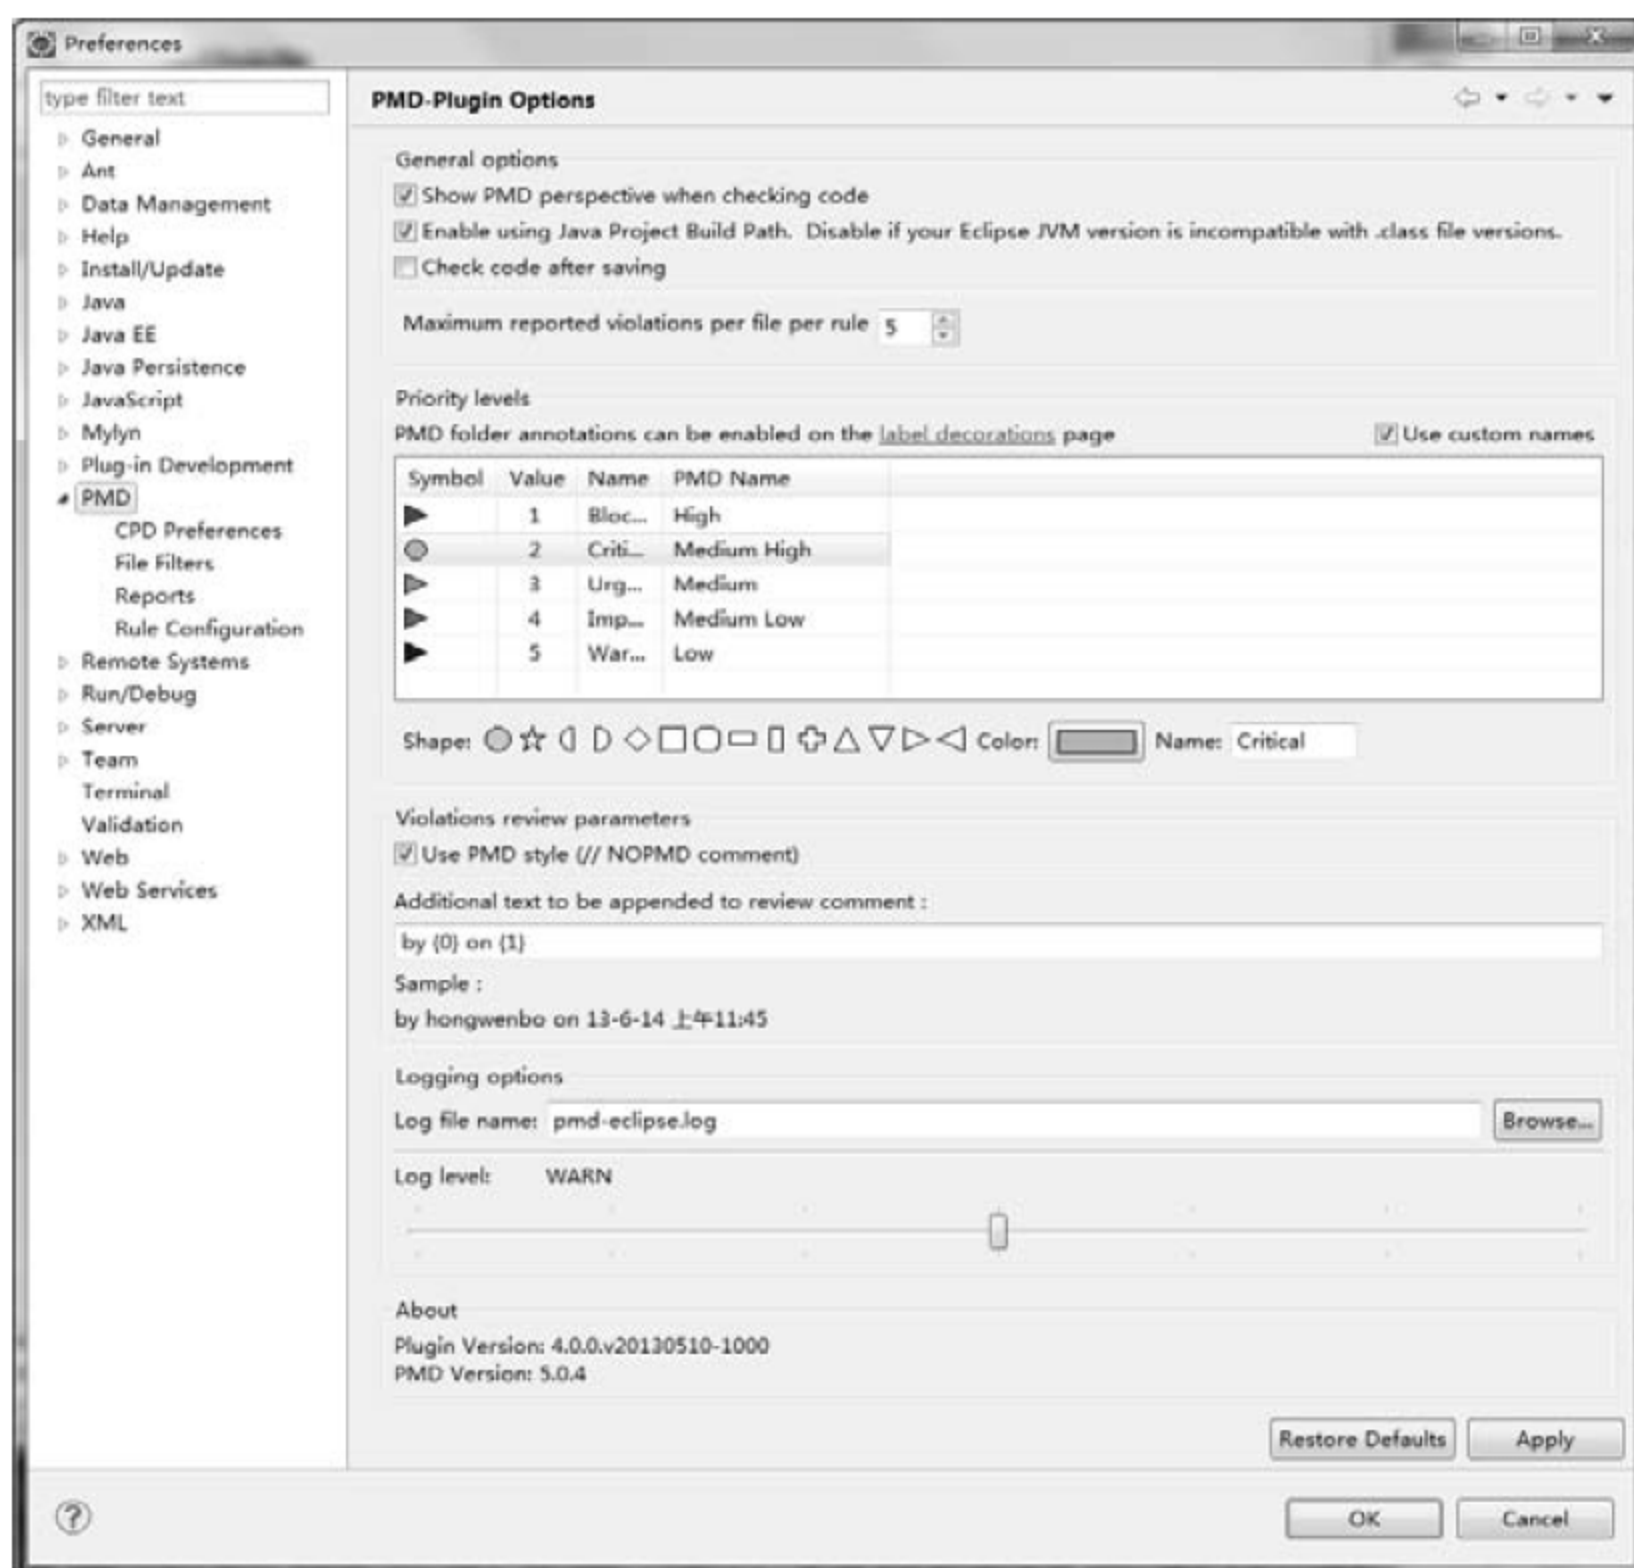 Preferences
type filter text
General
Ant
Data Management
Help
Install/Update
Java
Java EE
Java Persistence
JavaScript
Mylyn
Plug-in Development
PMD
CPD Preferences
File Filters
Reports
Rule Configuration
Remote Systems
Run/Debug
Server
Team
Terminal
Validation
Web
Web Services
XML
PMD-Plugin Options
General options
Show PMD perspective when checking code
Enable using Java Project Build Path. Disable if your Eclipse JVM version is incompatible with .class file versions.
Check code after saving
Maximum reported violations per file per rule 5
Priority levels
PMD folder annotations can be enabled on the label decorations page Use custom names
Symbol Value Name PMD Name
1 Bloc... High
2 Criti... Medium High
3 Urg... Medium
4 Imp... Medium Low
5 War... Low
Shape: Color: Name: Critical
Violations review parameters
Use PMD style (// NOPMD comment)
Additional text to be appended to review comment :
by {0} on {1}
Sample :
by hongwenbo on 13-6-14 上午11:45
Logging options
Log file name: pmd-eclipse.log Browse...
Log level: WARN
About
Plugin Version: 4.0.0.v20130510-1000
PMD Version: 5.0.4
Restore Defaults Apply
? OK Cancel